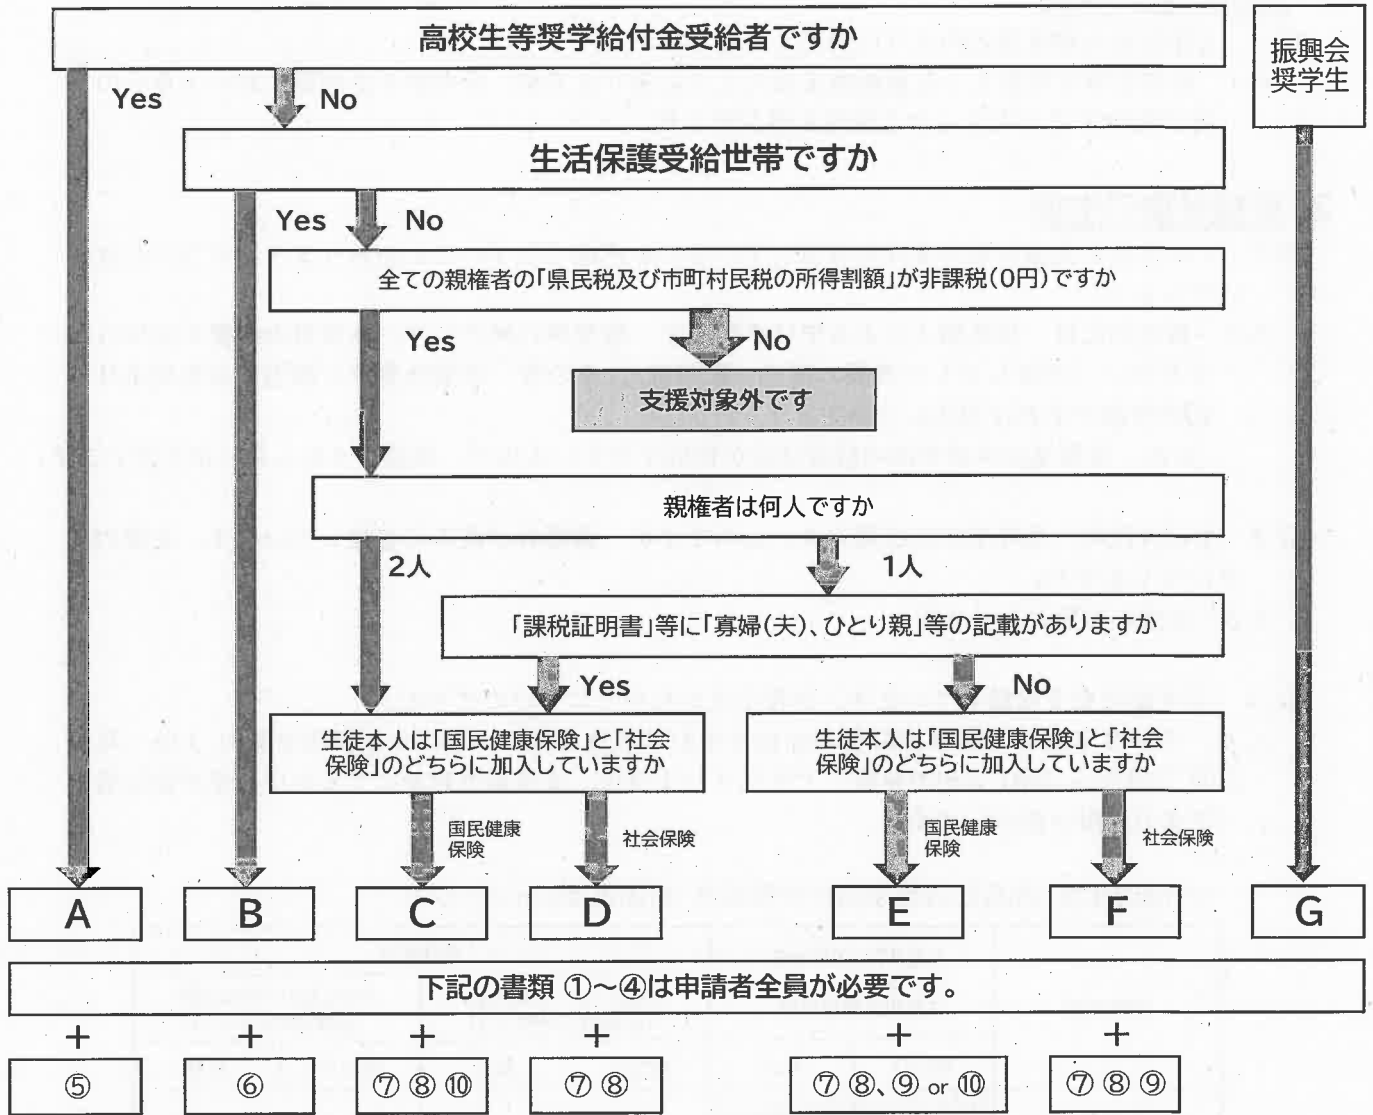 高校生等奨学給付金受給者ですか
振興会
奨学生
Yes
No
生活保護受給世帯ですか
Yes
No
全ての親権者の「県民税及び市町村民税の所得割額」が非課税(0円)ですか
Yes
No
支援対象外です
親権者は何人ですか
2人
1人
「課税証明書」等に「寡婦(夫)、ひとり親」等の記載がありますか
Yes
No
生徒本人は「国民健康保険」と「社会
保険」のどちらに加入していますか
生徒本人は「国民健康保険」と「社会
保険」のどちらに加入していますか
国民健康
保険
社会保険
国民健康
保険
社会保険
A
B
C
D
E
F
G
下記の書類 ①～④は申請者全員が必要です。
+
+
+
+
+
+
⑤
⑥
⑦ ⑧ ⑩
⑦ ⑧
⑦ ⑧、⑨ or ⑩
⑦ ⑧ ⑨